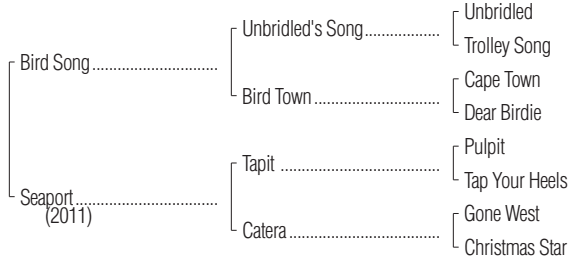 Unbridled
Unbridled's Song..................
Trolley Song
Bird Song..............................
Cape Town
Bird Town..............................
Dear Birdie
Pulpit
Tapit ......................................
Tap Your Heels
Seaport..................................
(2011)
Gone West
Catera....................................
Christmas Star